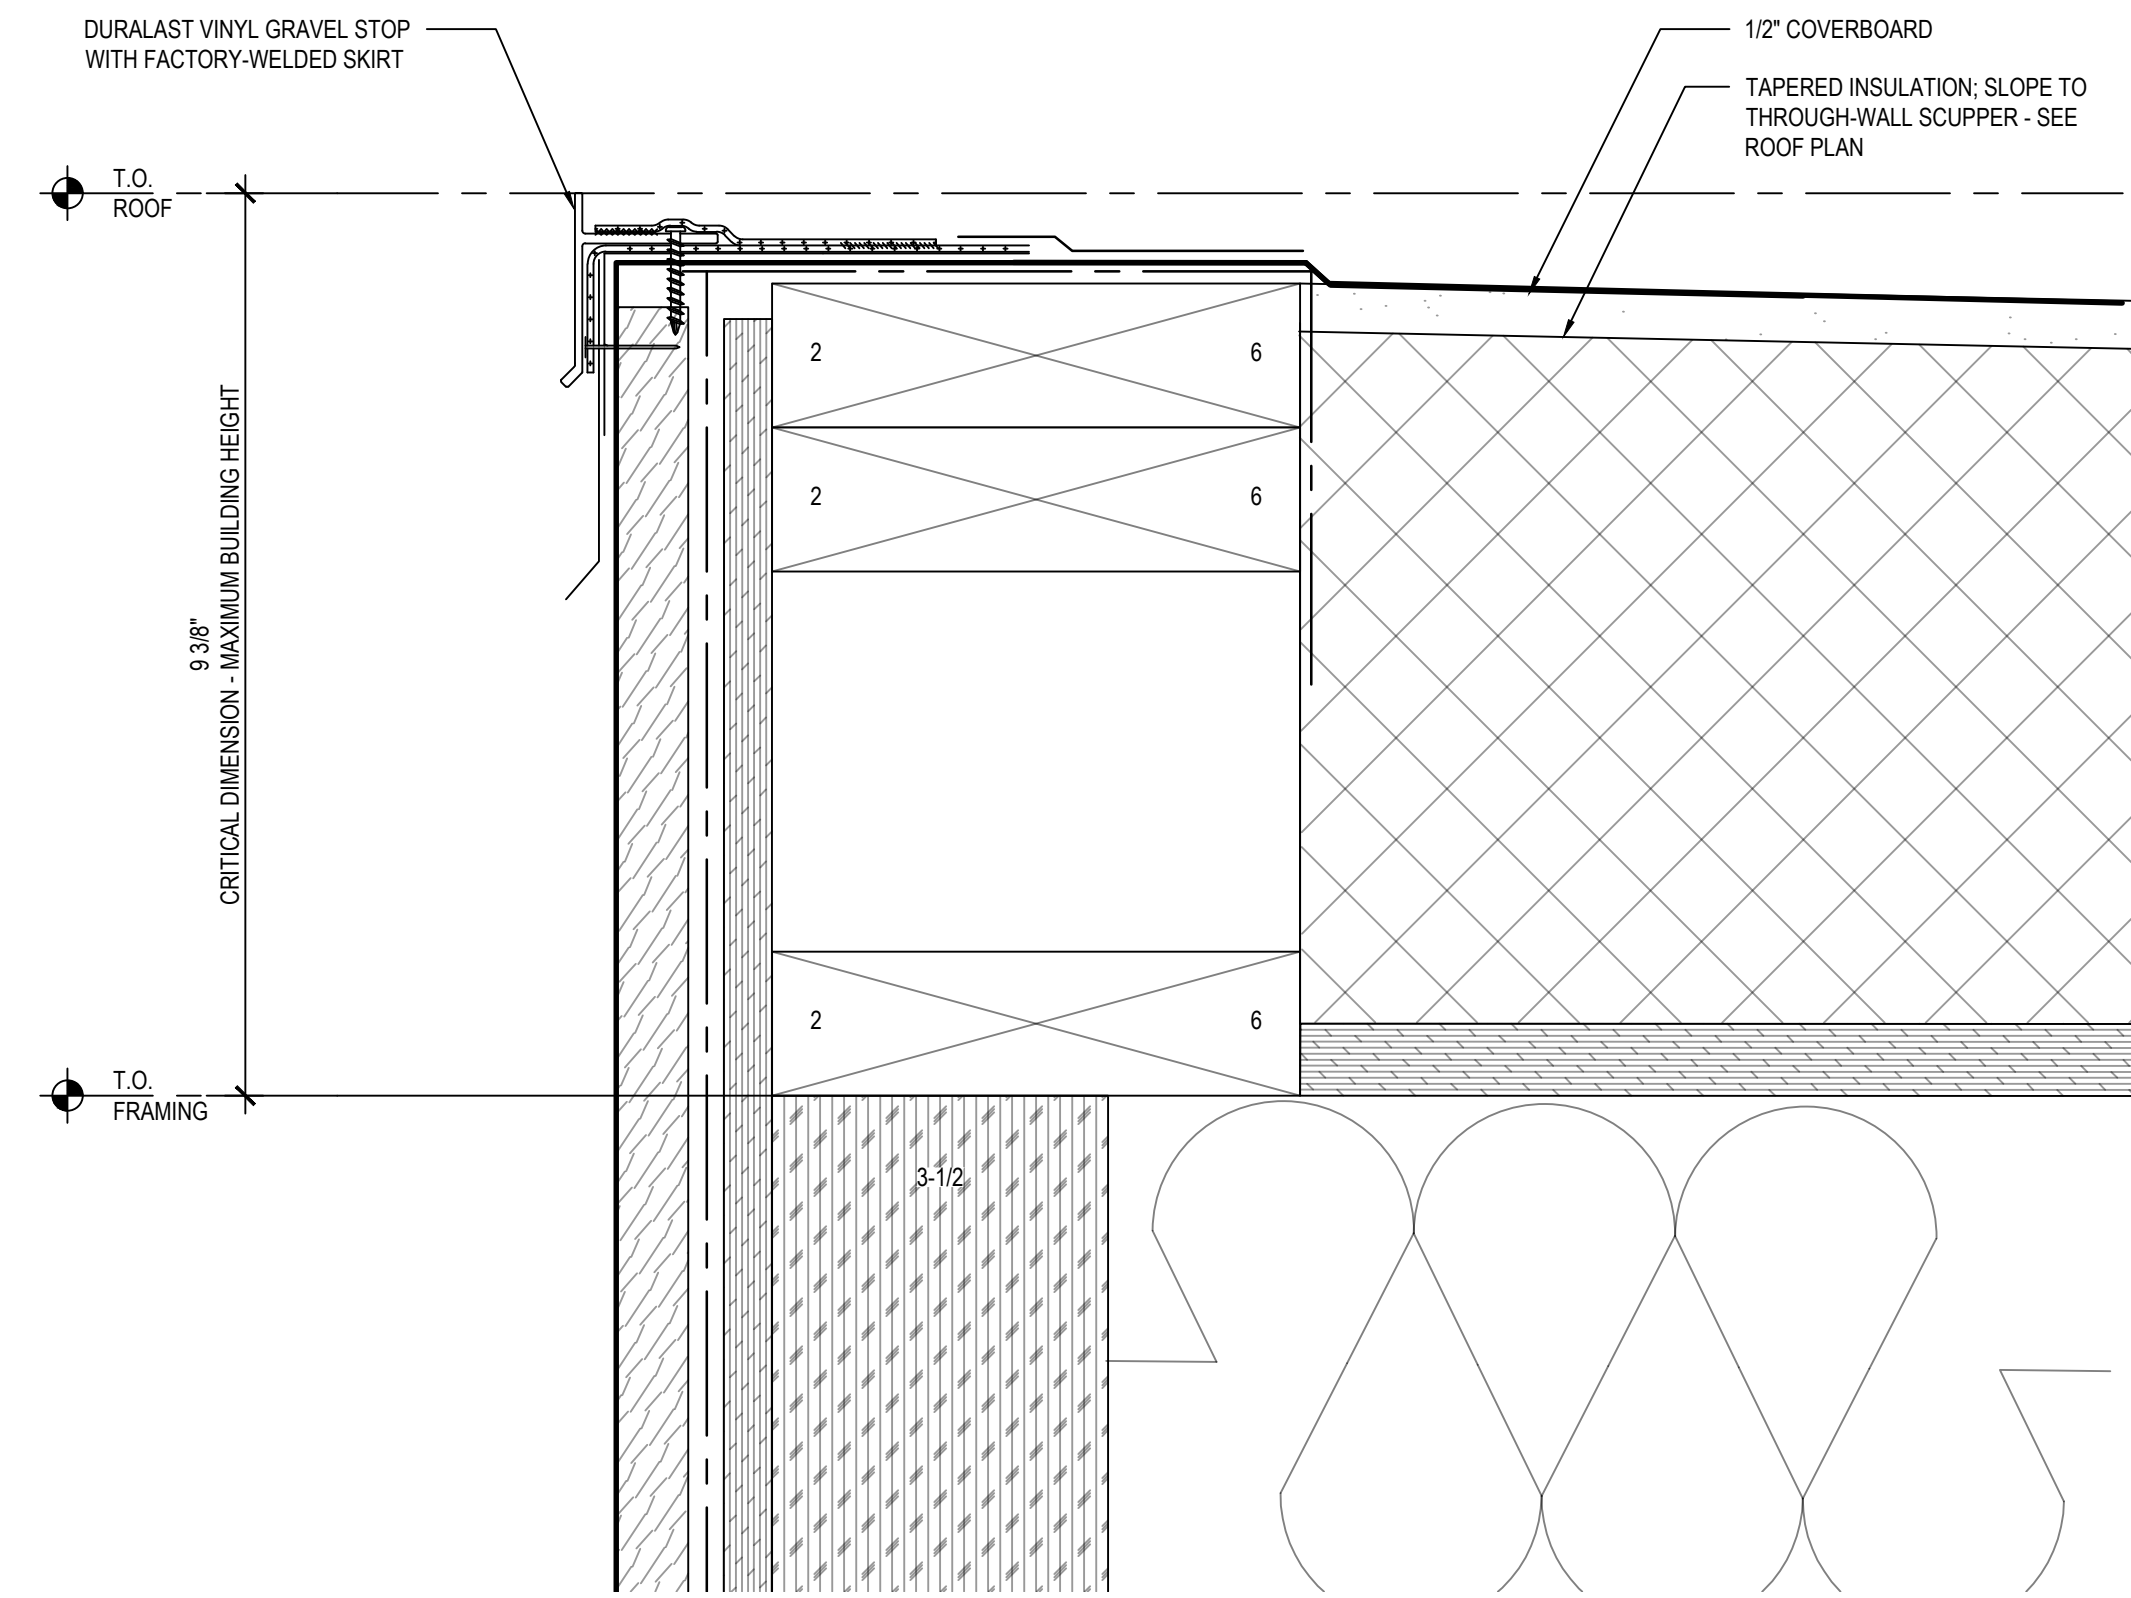 DURALAST VINYL GRAVEL STOP
WITH FACTORY-WELDED SKIRT
1/2" COVERBOARD
TAPERED INSULATION; SLOPE TO
THROUGH-WALL SCUPPER - SEE
ROOF PLAN
T.O.
ROOF
9 3/8"
CRITICAL DIMENSION - MAXIMUM BUILDING HEIGHT
2 6
2 6
2 6
T.O.
FRAMING
3-1/2